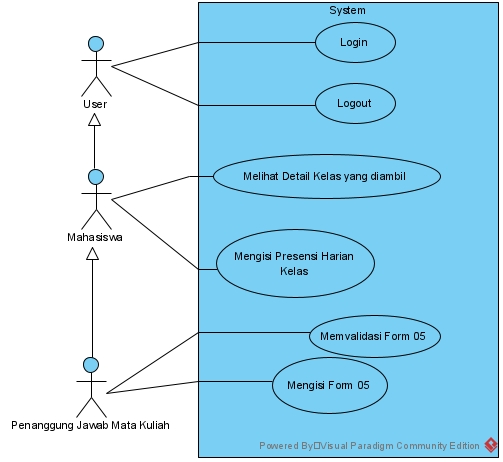 System
Login
User
Logout
Melihat Detail Kelas yang diambil
Mahasiswa
Mengisi Presensi Harian
Kelas
Memvalidasi Form 05
Mengisi Form 05
Penanggung Jawab Mata Kuliah
Powered By□Visual Paradigm Community Edition